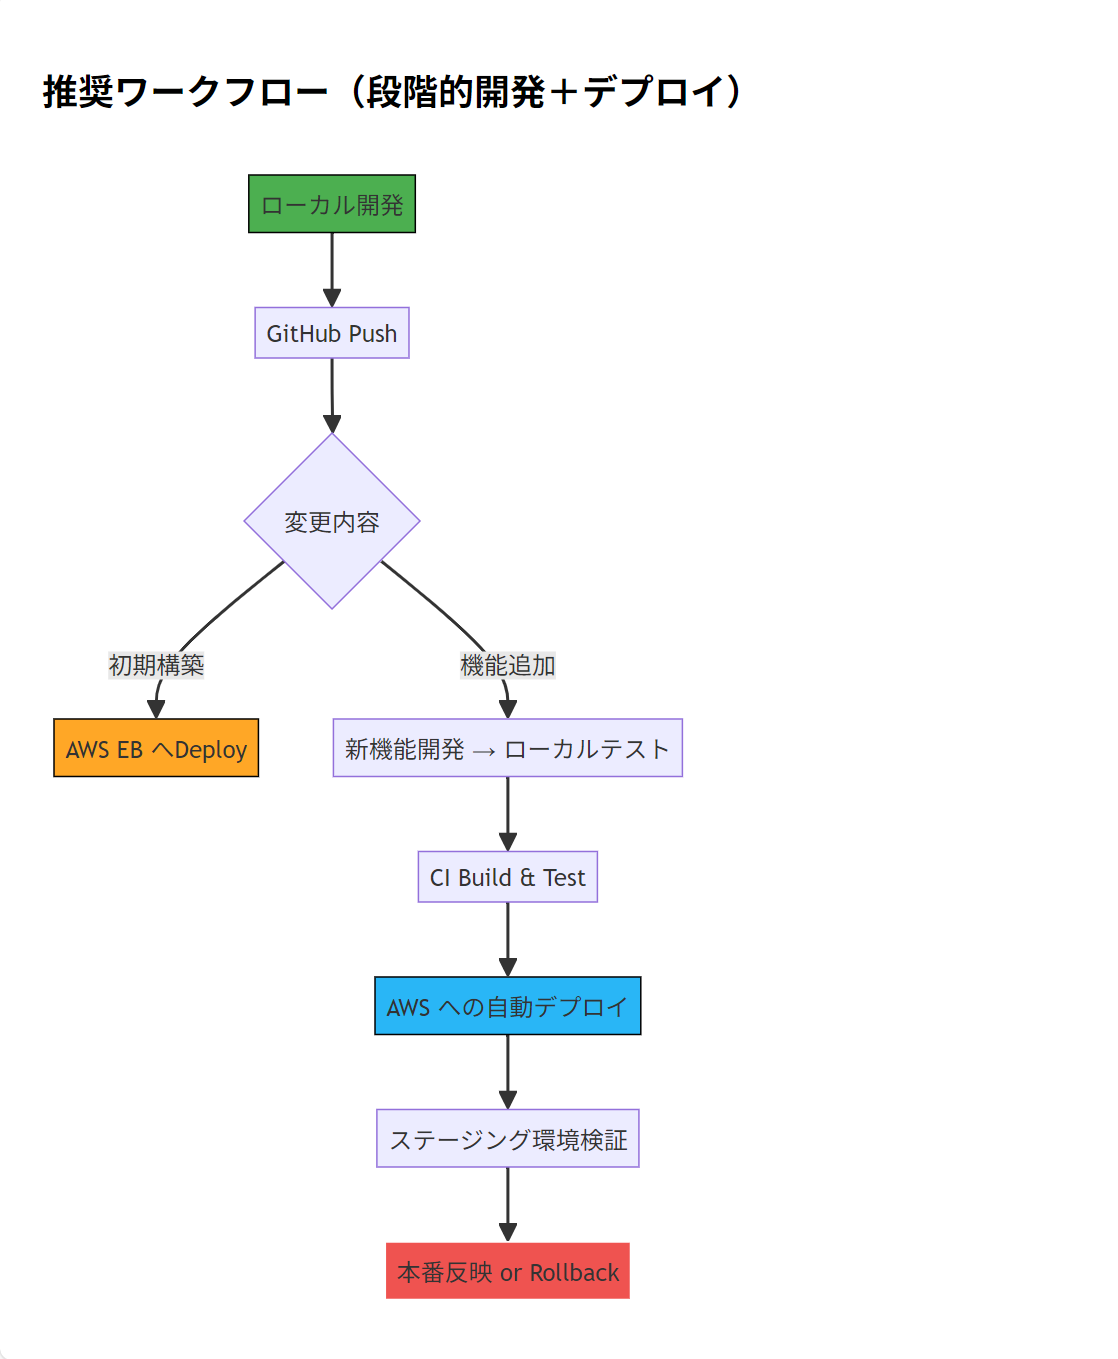 推奨ワークフロー（段階的開発＋デプロイ）
ローカル開発
GitHub Push
変更内容
初期構築
機能追加
AWS EB へDeploy
新機能開発 → ローカルテスト
CI Build & Test
AWS への自動デプロイ
ステージング環境検証
本番反映 or Rollback